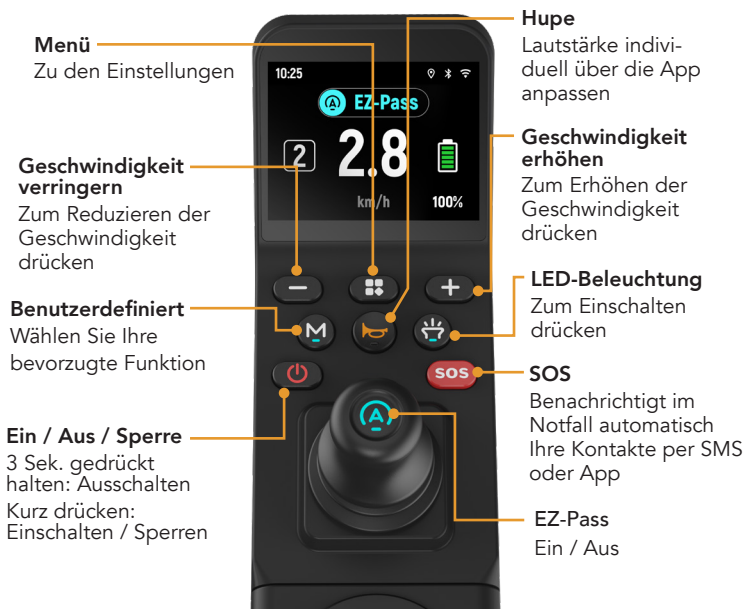 Menü
Zu den Einstellungen
Geschwindigkeit
verringern
Zum Reduzieren der
Geschwindigkeit
drücken
Benutzerdefiniert
Wählen Sie Ihre
bevorzugte Funktion
Ein / Aus / Sperre
3 Sek. gedrückt
halten: Ausschalten
Kurz drücken:
Einschalten / Sperren
10:25
EZ-Pass
2
2.8
km/h
100%
M
SOS
A
Hupe
Lautstärke indivi-
duell über die App
anpassen
Geschwindigkeit
erhöhen
Zum Erhöhen der
Geschwindigkeit
drücken
LED-Beleuchtung
Zum Einschalten
drücken
SOS
Benachrichtigt im
Notfall automatisch
Ihre Kontakte per SMS
oder App
EZ-Pass
Ein / Aus